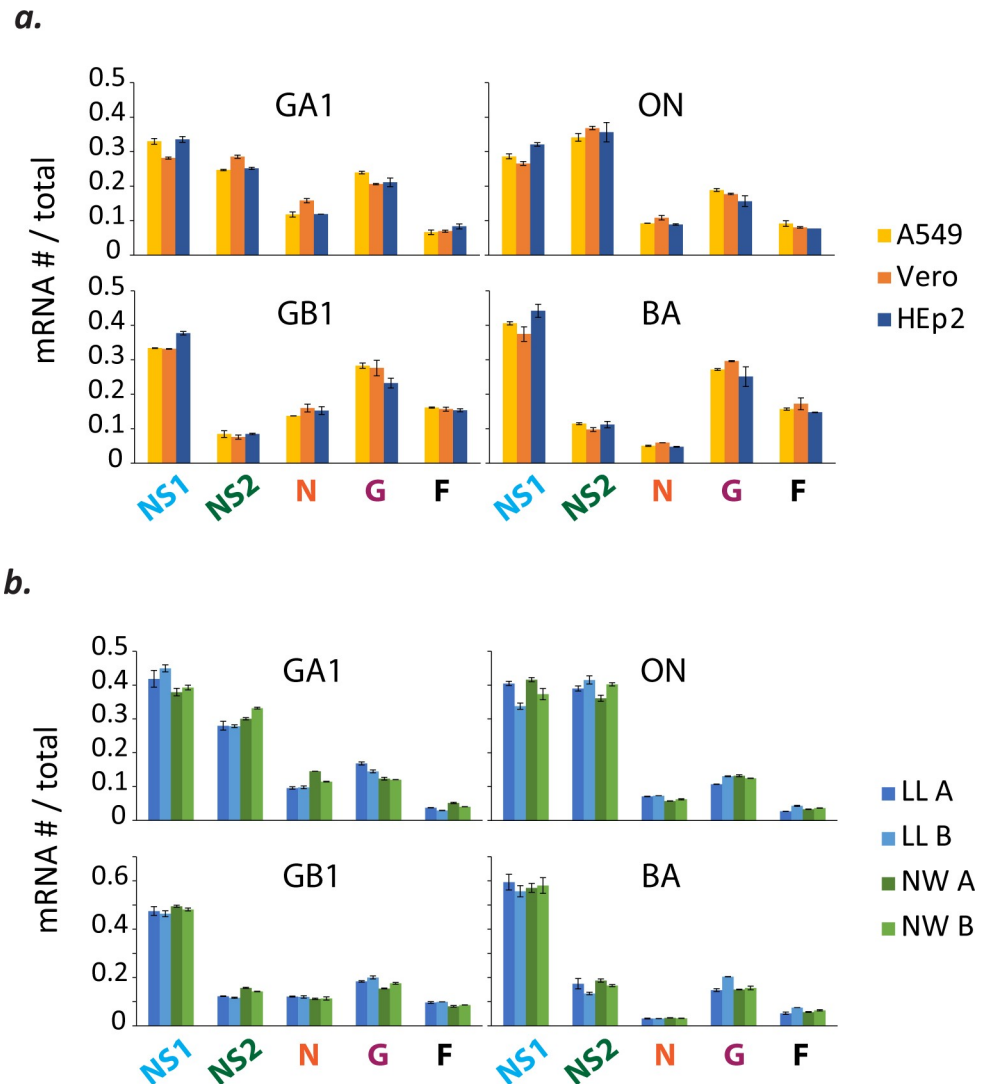 a.
mRNA # / total
0.5
0.4
0.3
0.2
0.1
0
GA1
ON
0.5
0.4
0.3
0.2
0.1
0
GB1
BA
NS1 NS2 N G F NS1 NS2 N G F
A549
Vero
HEp2
b.
mRNA # / total
0.5
0.4
0.3
0.2
0.1
0
GA1
ON
0.6
0.4
0.2
0
GB1
BA
NS1 NS2 N G F NS1 NS2 N G F
LL A
LL B
NW A
NW B